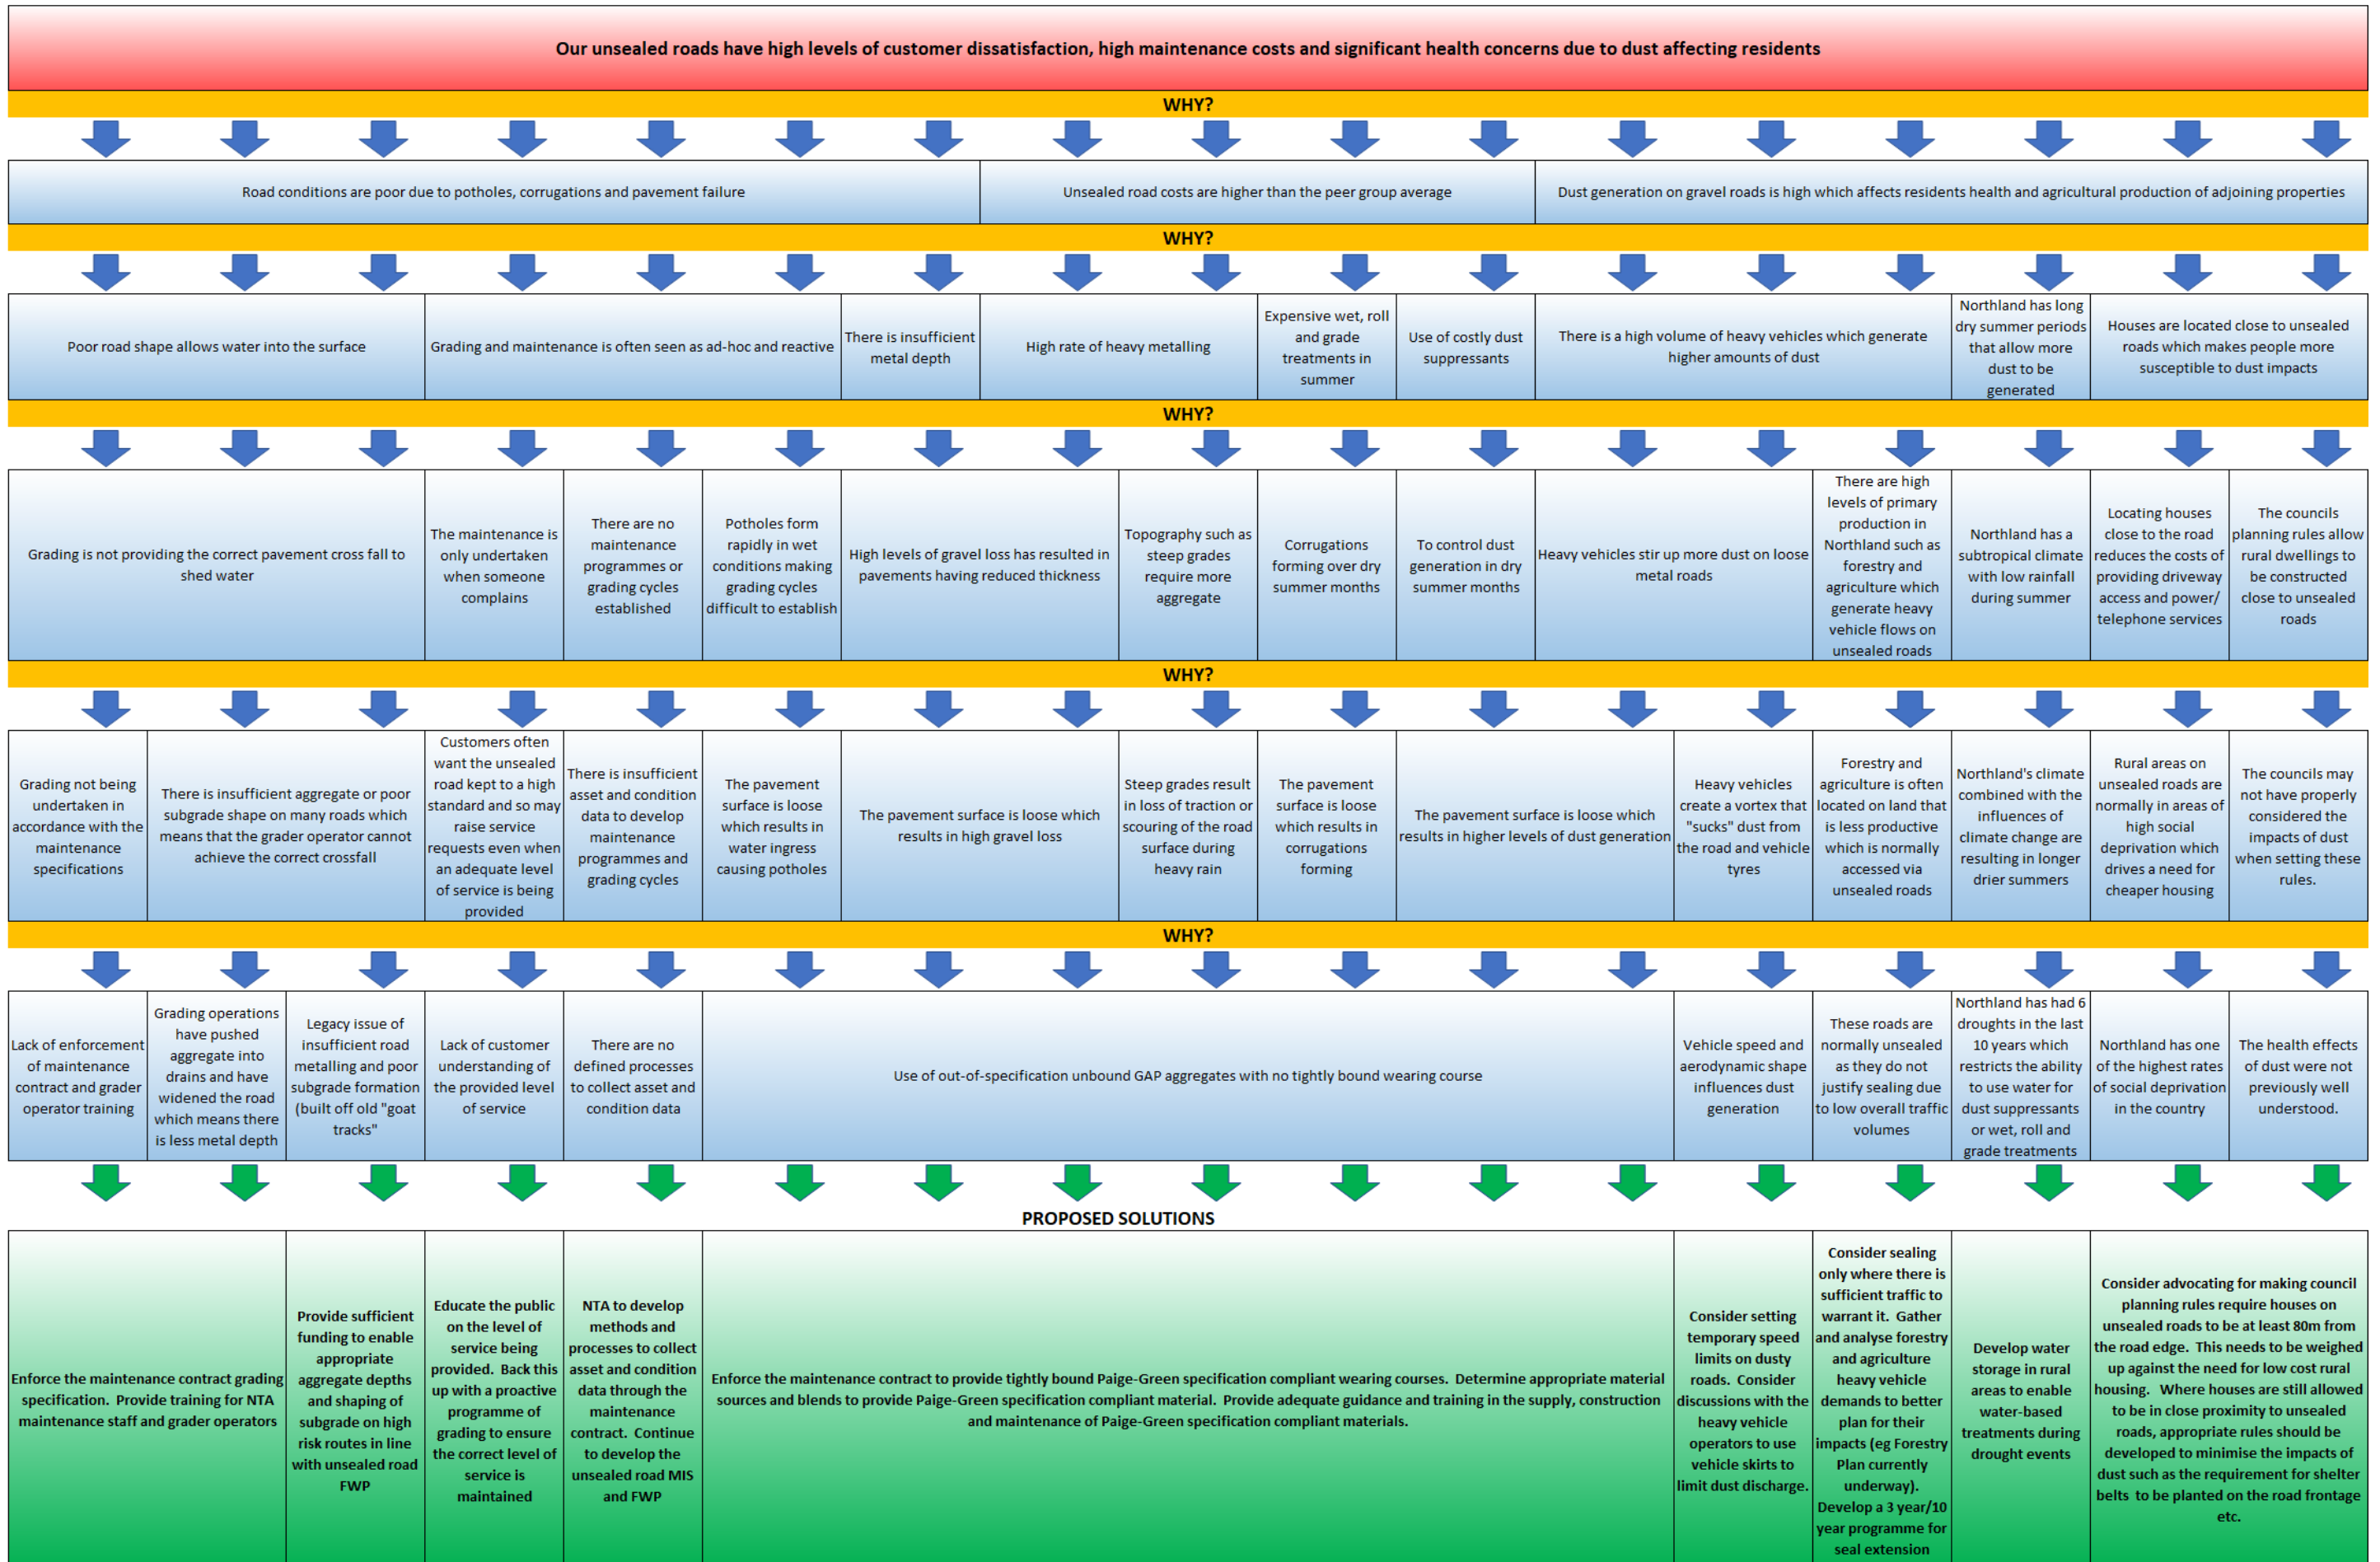 Our unsealed roads have high levels of customer dissatisfaction, high maintenance costs and significant health concerns due to dust affecting residents
WHY?
Road conditions are poor due to potholes, corrugations and pavement failure
Unsealed road costs are higher than the peer group average
Dust generation on gravel roads is high which affects residents health and agricultural production of adjoining properties
WHY?
Poor road shape allows water into the surface
Grading and maintenance is often seen as ad-hoc and reactive
There is insufficient
metal depth
High rate of heavy metalling
Expensive wet, roll
and grade
treatments in
summer
Use of costly dust
suppressants
There is a high volume of heavy vehicles which generate
higher amounts of dust
Northland has long
dry summer periods
that allow more
dust to be
generated
Houses are located close to unsealed
roads which makes people more
susceptible to dust impacts
WHY?
Grading is not providing the correct pavement cross fall to
shed water
The maintenance is
only undertaken
when someone
complains
There are no
maintenance
programmes or
grading cycles
established
Potholes form
rapidly in wet
conditions making
grading cycles
difficult to establish
High levels of gravel loss has resulted in
pavements having reduced thickness
Topography such as
steep grades
require more
aggregate
Corrugations
forming over dry
summer months
To control dust
generation in dry
summer months
Heavy vehicles stir up more dust on loose
metal roads
There are high
levels of primary
production in
Northland such as
forestry and
agriculture which
generate heavy
vehicle flows on
unsealed roads
Northland has a
subtropical climate
with low rainfall
during summer
Locating houses
close to the road
reduces the costs of
providing driveway
access and power/
telephone services
The councils
planning rules allow
rural dwellings to
be constructed
close to unsealed
roads
WHY?
Grading not being
undertaken in
accordance with the
maintenance
specifications
There is insufficient aggregate or poor
subgrade shape on many roads which
means that the grader operator cannot
achieve the correct crossfall
Customers often
want the unsealed
road kept to a high
standard and so may
raise service
requests even when
an adequate level
of service is being
provided
There is insufficient
asset and condition
data to develop
maintenance
programmes and
grading cycles
The pavement
surface is loose
which results in
water ingress
causing potholes
The pavement surface is loose which
results in high gravel loss
Steep grades result
in loss of traction or
scouring of the road
surface during
heavy rain
The pavement
surface is loose
which results in
corrugations
forming
The pavement surface is loose which
results in higher levels of dust generation
Heavy vehicles
create a vortex that
"sucks" dust from
the road and vehicle
tyres
Forestry and
agriculture is often
located on land that
is less productive
which is normally
accessed via
unsealed roads
Northland's climate
combined with the
influences of
climate change are
resulting in longer
drier summers
Rural areas on
unsealed roads are
normally in areas of
high social
deprivation which
drives a need for
cheaper housing
The councils may
not have properly
considered the
impacts of dust
when setting these
rules.
WHY?
Lack of enforcement
of maintenance
contract and grader
operator training
Grading operations
have pushed
aggregate into
drains and have
widened the road
which means there
is less metal depth
Legacy issue of
insufficient road
metalling and poor
subgrade formation
(built off old "goat
tracks"
Lack of customer
understanding of
the provided level
of service
There are no
defined processes
to collect asset and
condition data
Use of out-of-specification unbound GAP aggregates with no tightly bound wearing course
Vehicle speed and
aerodynamic shape
influences dust
generation
These roads are
normally unsealed
as they do not
justify sealing due
to low overall traffic
volumes
Northland has had 6
droughts in the last
10 years which
restricts the ability
to use water for
dust suppressants
or wet, roll and
grade treatments
Northland has one
of the highest rates
of social deprivation
in the country
The health effects
of dust were not
previously well
understood.
PROPOSED SOLUTIONS
Enforce the maintenance contract grading
specification.  Provide training for NTA
maintenance staff and grader operators
Provide sufficient
funding to enable
appropriate
aggregate depths
and shaping of
subgrade on high
risk routes in line
with unsealed road
FWP
Educate the public
on the level of
service being
provided.  Back this
up with a proactive
programme of
grading to ensure
the correct level of
service is
maintained
NTA to develop
methods and
processes to collect
asset and condition
data through the
maintenance
contract.  Continue
to develop the
unsealed road MIS
and FWP
Enforce the maintenance contract to provide tightly bound Paige-Green specification compliant wearing courses.  Determine appropriate material
sources and blends to provide Paige-Green specification compliant material.  Provide adequate guidance and training in the supply, construction
and maintenance of Paige-Green specification compliant materials.
Consider setting
temporary speed
limits on dusty
roads.  Consider
discussions with the
heavy vehicle
operators to use
vehicle skirts to
limit dust discharge.
Consider sealing
only where there is
sufficient traffic to
warrant it.  Gather
and analyse forestry
and agriculture
heavy vehicle
demands to better
plan for their
impacts (eg Forestry
Plan currently
underway).
Develop a 3 year/10
year programme for
seal extension
Develop water
storage in rural
areas to enable
water-based
treatments during
drought events
Consider advocating for making council
planning rules require houses on
unsealed roads to be at least 80m from
the road edge.  This needs to be weighed
up against the need for low cost rural
housing.   Where houses are still allowed
to be in close proximity to unsealed
roads, appropriate rules should be
developed to minimise the impacts of
dust such as the requirement for shelter
belts  to be planted on the road frontage
etc.